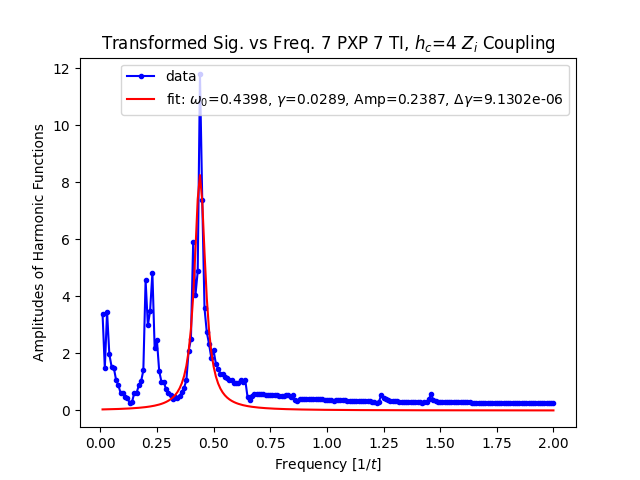 Transformed Sig. vs Freq. 7 PXP 7 TI, $h_c$=4 $Z_i$ Coupling
data
fit: $\omega_0$=0.4398, $\gamma$=0.0289, Amp=0.2387, $\Delta\gamma$=9.1302e-06
Amplitudes of Harmonic Functions
12
10
8
6
4
2
0
0.00 0.25 0.50 0.75 1.00 1.25 1.50 1.75 2.00
Frequency [1/$t$]